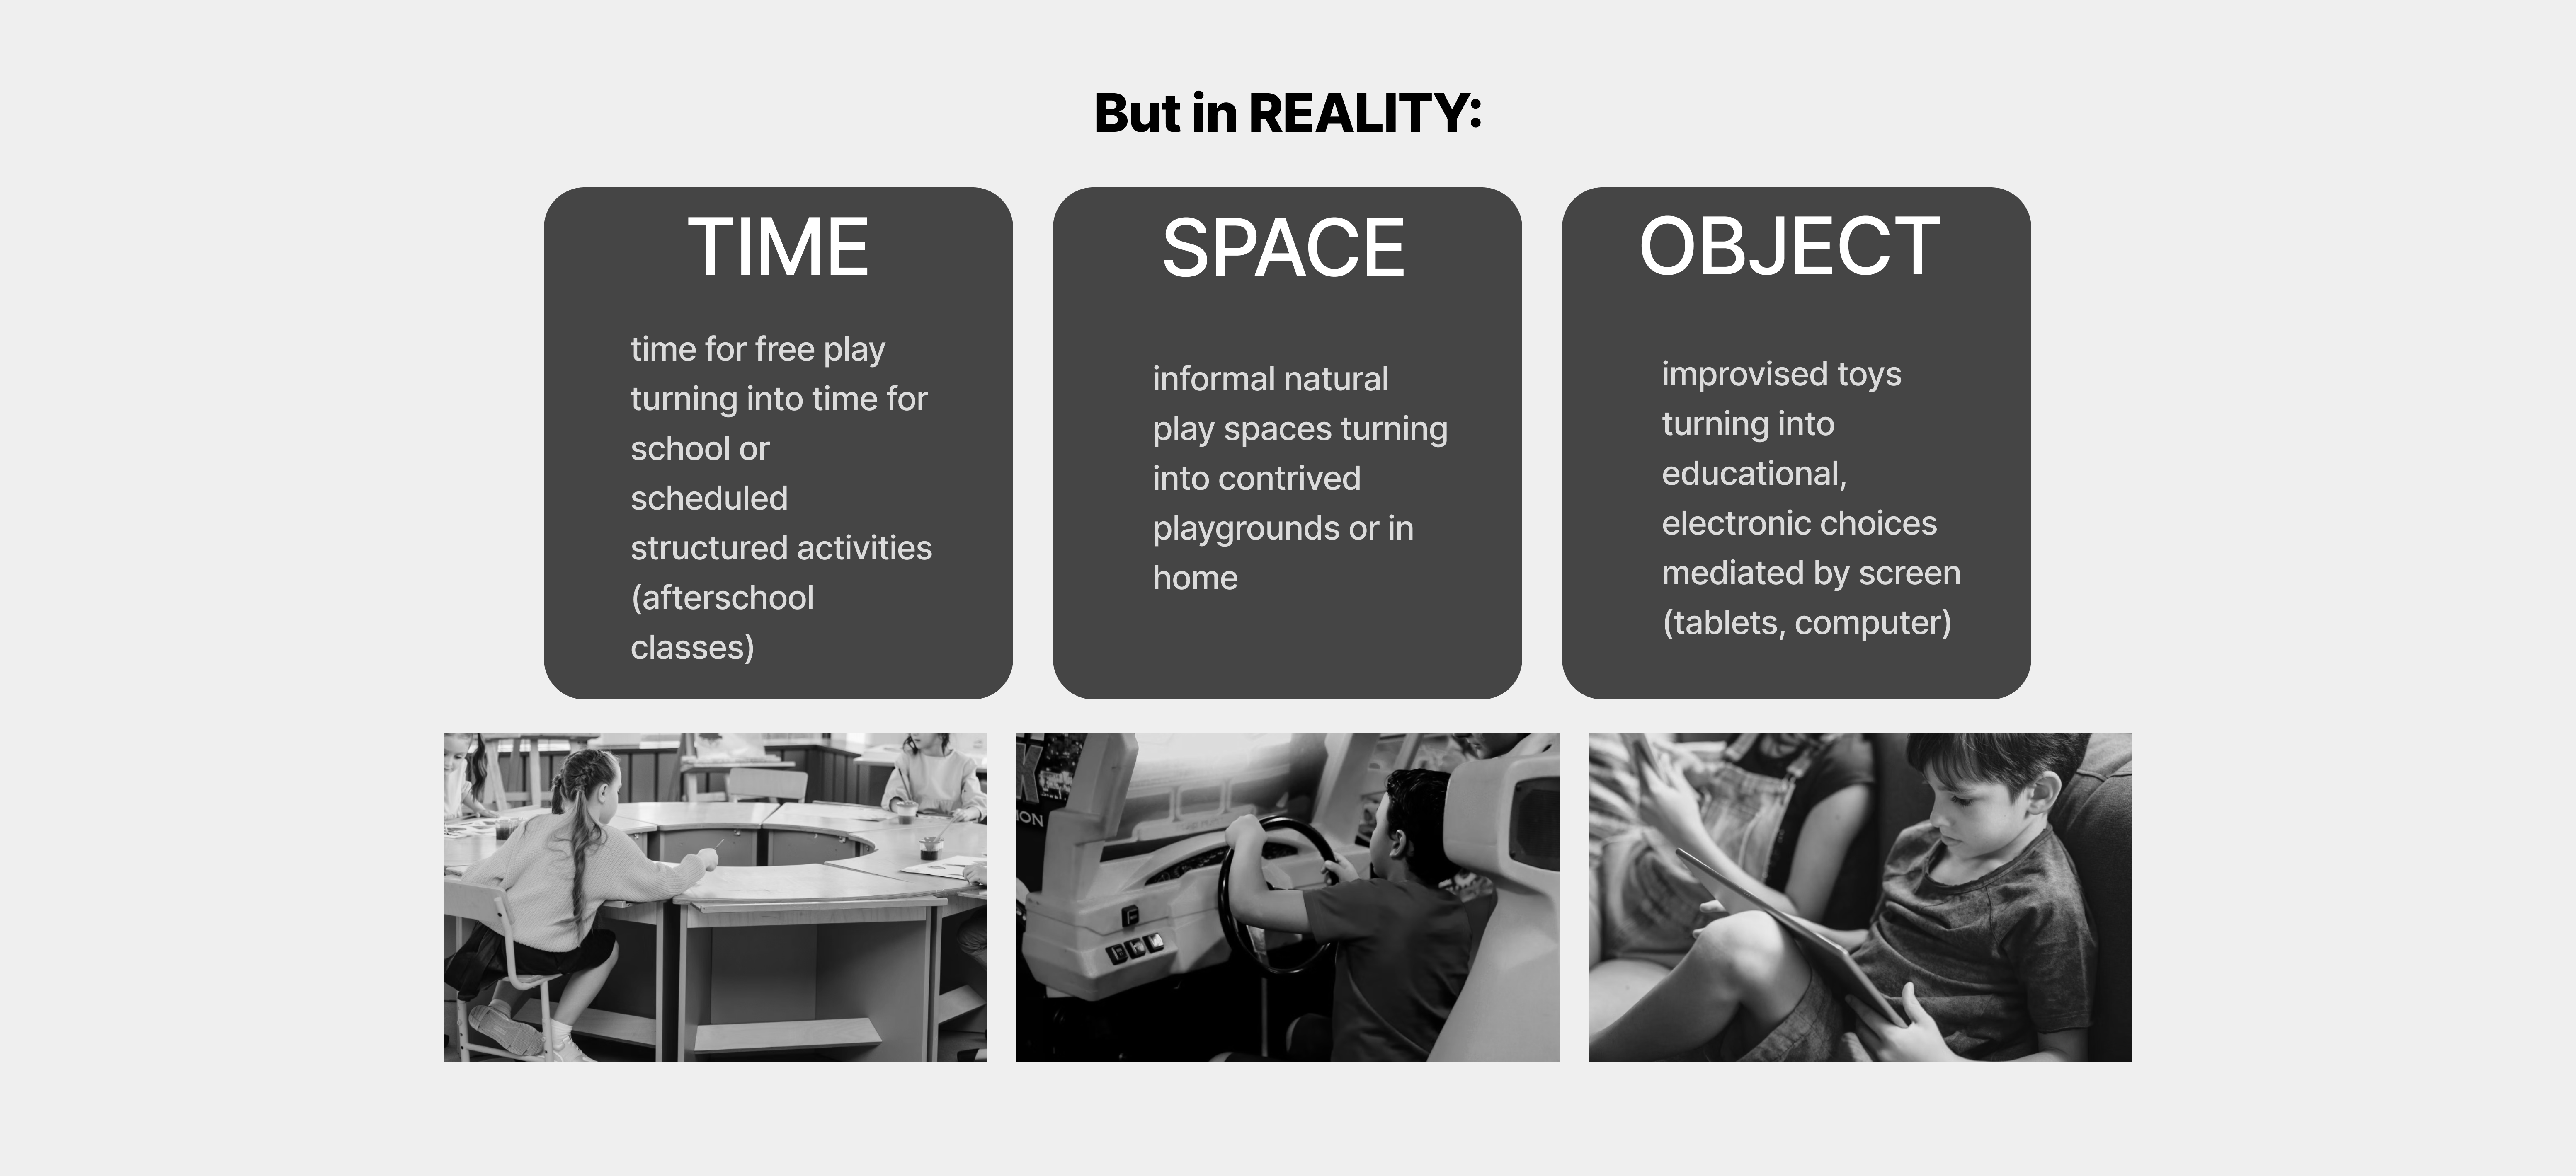 But in REALITY:
TIME
time for free play
turning into time for
school or
scheduled
structured activities
(afterschool
classes)
SPACE
informal natural
play spaces turning
into contrived
playgrounds or in
home
OBJECT
improvised toys
turning into
educational,
electronic choices
mediated by screen
(tablets, computer)
ION